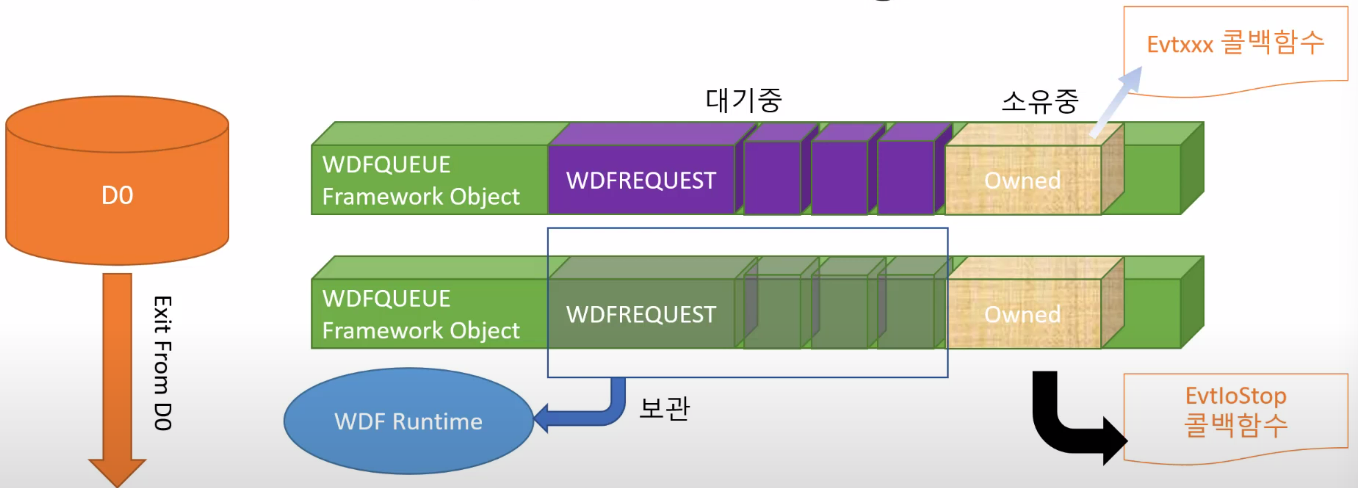 Evtxxx 콜백함수
대기중
소유중
D0
WDFQUEUE
Framework Object
WDFREQUEST
Owned
Exit From D0
WDFQUEUE
Framework Object
WDFREQUEST
Owned
WDF Runtime
보관
EvtIoStop
콜백함수